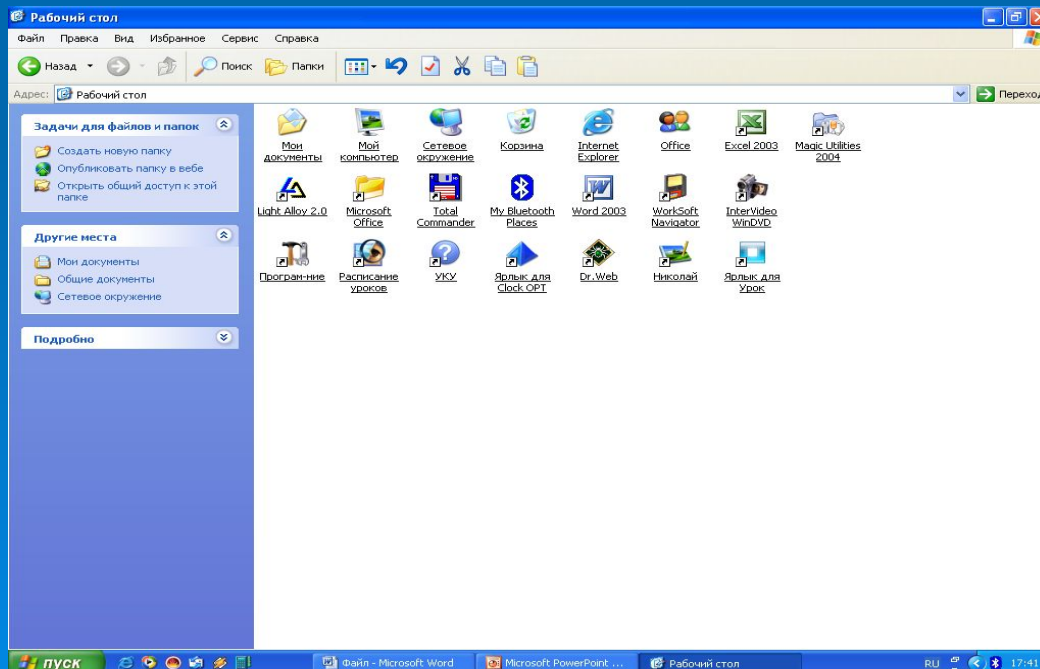 Рабочий стол
Файл Правка Вид Избранное Сервис Справка
Назад Поиск Папки
Адрес: Рабочий стол Переход
Задачи для файлов и папок
Создать новую папку
Опубликовать папку в вебе
Открыть общий доступ к этой
папке
Другие места
Мои документы
Общие документы
Сетевое окружение
Подробно
Мои
документы
Мой
компьютер
Сетевое
окружение
Корзина
Internet
Explorer
Office
Excel 2003
Magic Utilities
2004
Light Alloy 2.0
Microsoft
Office
Total
Commander
My Bluetooth
Places
Word 2003
WorkSoft
Navigator
InterVideo
WinDVD
Програм-ние
Расписание
уроков
УКУ
Ярлык для
Clock OPT
Dr.Web
Николай
Ярлык для
Урок
пуск Файл - Microsoft Word Microsoft PowerPoint ... Рабочий стол RU 17:41